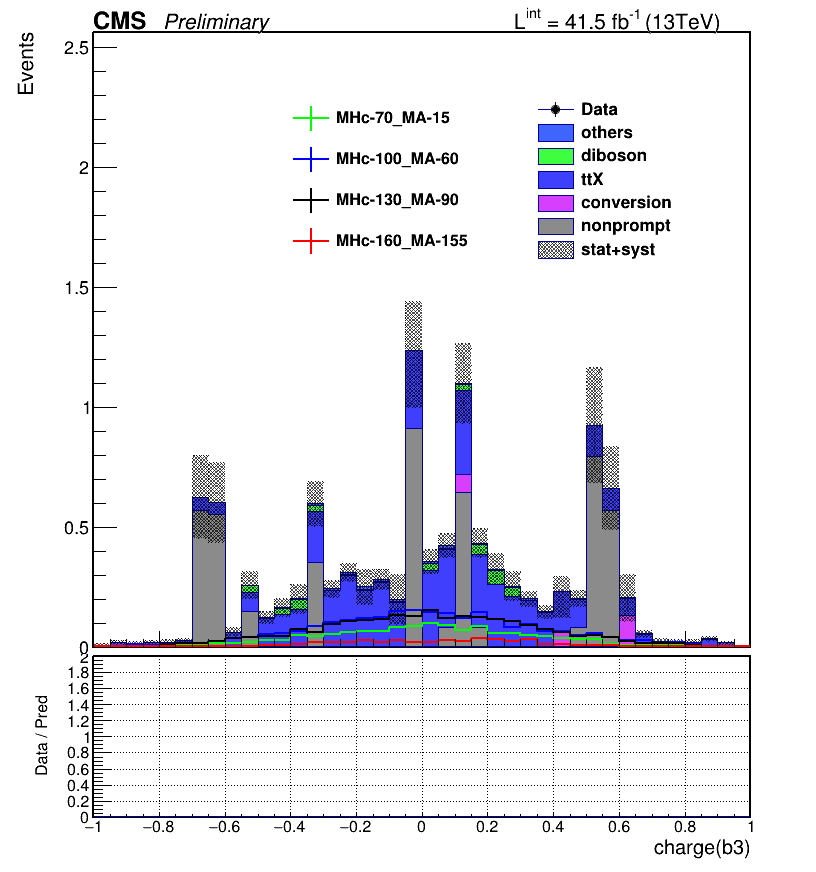 CMS Preliminary L^int = 41.5 fb^-1 (13TeV)
Events
2.5
2
1.5
1
0.5
0
MHc-70_MA-15
MHc-100_MA-60
MHc-130_MA-90
MHc-160_MA-155
Data
others
diboson
ttX
conversion
nonprompt
stat+syst
Data / Pred
2
1.8
1.6
1.4
1.2
1
0.8
0.6
0.4
0.2
0
−1 −0.8 −0.6 −0.4 −0.2 0 0.2 0.4 0.6 0.8 1
charge(b3)